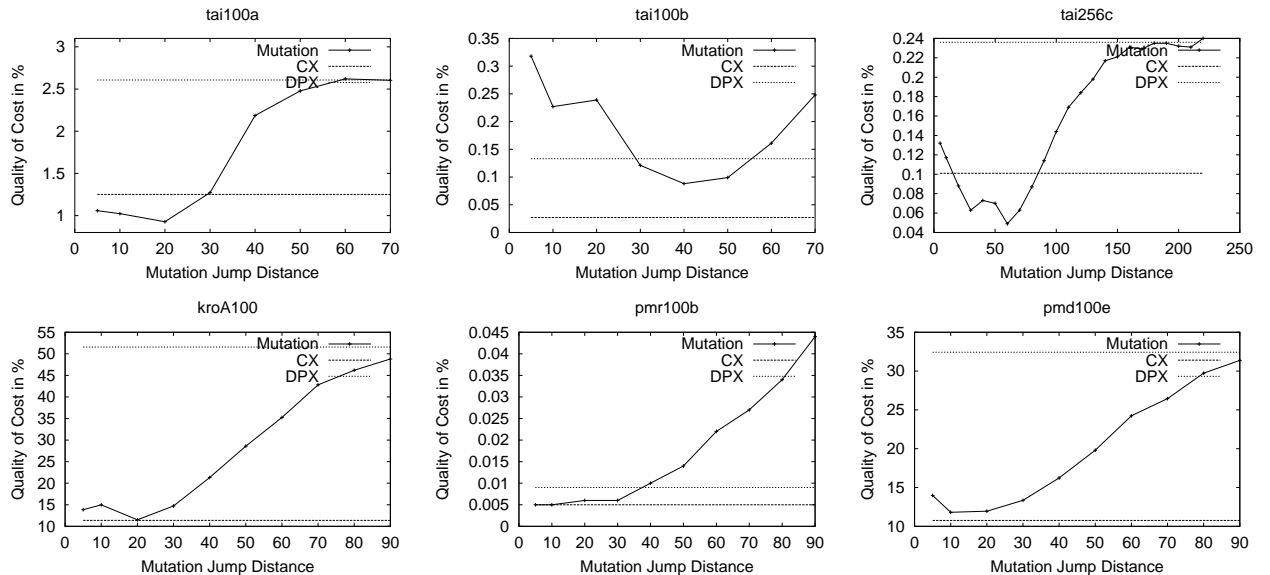 tai100a
Quality of Cost in %
3
2.5
2
1.5
1
Mutation
CX
DPX
0 10 20 30 40 50 60 70
Mutation Jump Distance
tai100b
Quality of Cost in %
0.35
0.3
0.25
0.2
0.15
0.1
0.05
0
Mutation
CX
DPX
0 10 20 30 40 50 60 70
Mutation Jump Distance
tai256c
Quality of Cost in %
0.24
0.22
0.2
0.18
0.16
0.14
0.12
0.1
0.08
0.06
0.04
Mutation
CX
DPX
0 50 100 150 200 250
Mutation Jump Distance
kroA100
Quality of Cost in %
55
50
45
40
35
30
25
20
15
10
Mutation
CX
DPX
0 10 20 30 40 50 60 70 80 90
Mutation Jump Distance
pmr100b
Quality of Cost in %
0.045
0.04
0.035
0.03
0.025
0.02
0.015
0.01
0.005
0
Mutation
CX
DPX
0 10 20 30 40 50 60 70 80 90
Mutation Jump Distance
pmd100e
Quality of Cost in %
35
30
25
20
15
10
Mutation
CX
DPX
0 10 20 30 40 50 60 70 80 90
Mutation Jump Distance